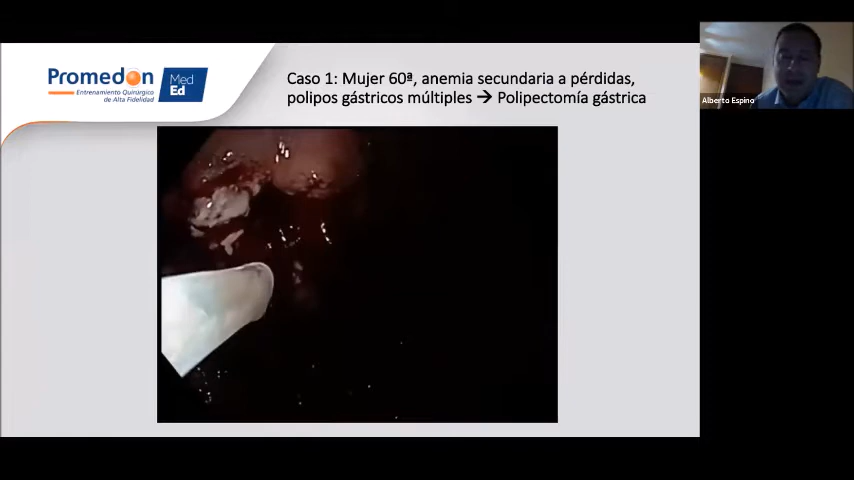 Promedon
Entrenamiento Quirúrgico
de Alta Fidelidad
Med
Ed
Caso 1: Mujer 60ª, anemia secundaria a pérdidas,
polipos gástricos múltiples → Polipectomía gástrica
Alberto Espino